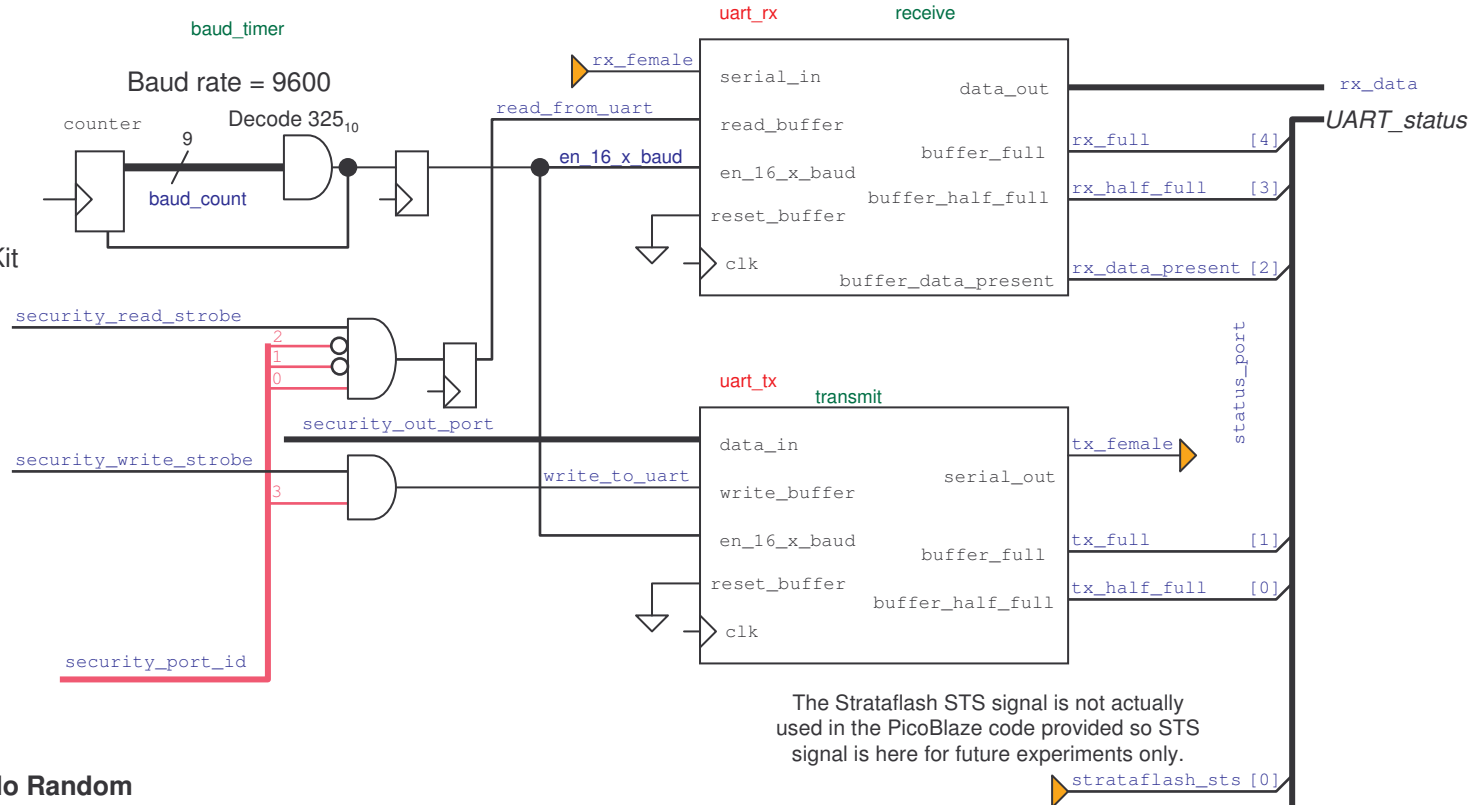 baud_timer
Baud rate = 9600
counter
9
Decode 325₁₀
baud_count
Kit
en_16_x_baud
read_from_uart
uart_rx
receive
rx_female
serial_in
data_out
rx_data
UART_status
read_buffer
buffer_full
rx_full [4]
en_16_x_baud
buffer_half_full
rx_half_full [3]
reset_buffer
clk
buffer_data_present
rx_data_present [2]
security_read_strobe
2
1
0
status_port
uart_tx
transmit
security_out_port
data_in
tx_female
serial_out
security_write_strobe
3
write_to_uart
write_buffer
en_16_x_baud
buffer_full
tx_full [1]
reset_buffer
buffer_half_full
tx_half_full [0]
clk
security_port_id
The Strataflash STS signal is not actually
used in the PicoBlaze code provided so STS
signal is here for future experiments only.
strataflash_sts [0]
do Random